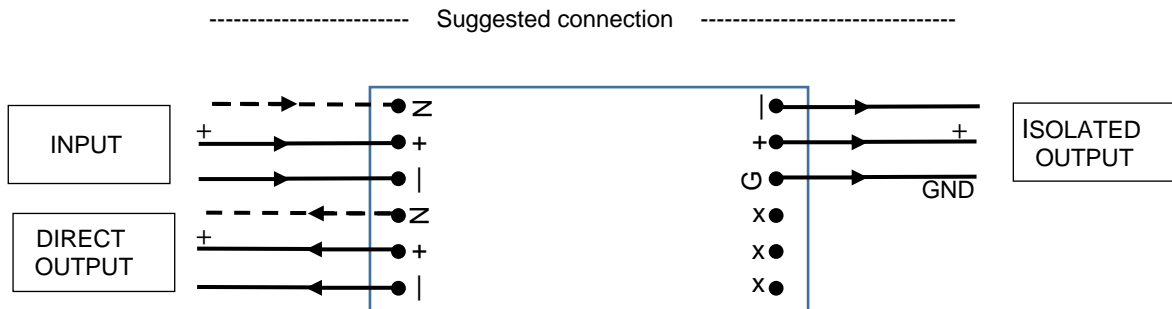 -------------------- Suggested connection --------------------
INPUT
DIRECT
OUTPUT
+
+
N
+
—
N
+
—
—
+
G
x
x
x
+
GND
ISOLATED
OUTPUT